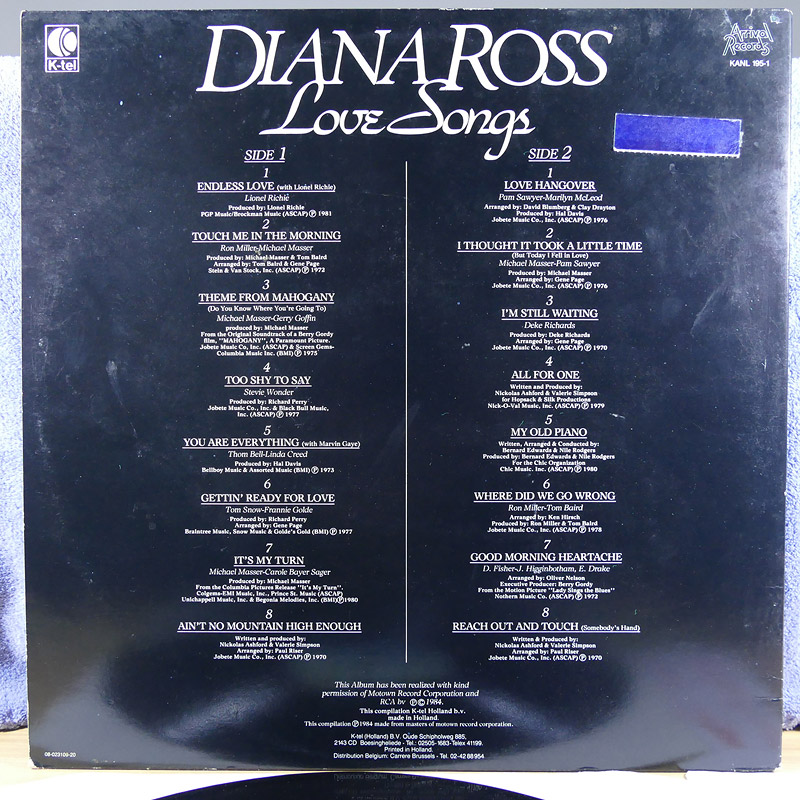 K-tel
Arrival
Records
KANL 195-1
DIANA ROSS
Love Songs
SIDE 1
1
ENDLESS LOVE (with Lionel Richie)
Lionel Richie
Produced by: Lionel Richie
PGP Music/Brockman Music (ASCAP) Ⓟ 1981
2
TOUCH ME IN THE MORNING
Ron Miller-Michael Masser
Produced by: Michael Masser & Tom Baird
Arranged by: Tom Baird & Gene Page
Stein & Van Stock, Inc. (ASCAP) Ⓟ 1972
3
THEME FROM MAHOGANY
(Do You Know Where You're Going To)
Michael Masser-Gerry Goffin
produced by: Michael Masser
From the Original Soundtrack of a Berry Gordy
film, "MAHOGANY", A Paramount Picture.
Jobete Music Co, Inc. (ASCAP) & Screen Gems-
Columbia Music Inc. (BMI) Ⓟ 1975
4
TOO SHY TO SAY
Stevie Wonder
Produced by: Richard Perry
Jobete Music Co., Inc. & Black Bull Music,
Inc. (ASCAP) Ⓟ 1977
5
YOU ARE EVERYTHING (with Marvin Gaye)
Thom Bell-Linda Creed
Produced by: Hal Davis
Bellboy Music & Assorted Music (BMI) Ⓟ 1973
6
GETTIN' READY FOR LOVE
Tom Snow-Frannie Golde
Produced by: Richard Perry
Arranged by: Gene Page
Braintree Music, Snow Music & Golde's Gold (BMI) Ⓟ 1977
7
IT'S MY TURN
Michael Masser-Carole Bayer Sager
Produced by: Michael Masser
From the Columbia Pictures Release "It's My Turn".
Colgems-EMI Music, Inc., Prince St. Music (ASCAP)
Unichappell Music, Inc. & Begonia Melodies, Inc. (BMI) Ⓟ 1980
8
AIN'T NO MOUNTAIN HIGH ENOUGH
Written and produced by:
Nickolas Ashford & Valerie Simpson
Arranged by: Paul Riser
Jobete Music Co., Inc. (ASCAP) Ⓟ 1970
SIDE 2
1
LOVE HANGOVER
Pam Sawyer-Marilyn McLeod
Arranged by: David Blumberg & Clay Drayton
Produced by: Hal Davis
Jobete Music Co., Inc. (ASCAP) Ⓟ 1976
2
I THOUGHT IT TOOK A LITTLE TIME
(But Today I Fell in Love)
Michael Masser-Pam Sawyer
Produced by: Michael Masser
Arranged by: Gene Page
Jobete Music Co., Inc. (ASCAP) Ⓟ 1976
3
I'M STILL WAITING
Deke Richards
Produced by: Deke Richards
Arranged by: Gene Page
Jobete Music Co., Inc. (ASCAP) Ⓟ 1970
4
ALL FOR ONE
Written and Produced by:
Nickolas Ashford & Valerie Simpson
for Hopsack & Silk Productions
Nick-O-Val Music, Inc. (ASCAP) Ⓟ 1979
5
MY OLD PIANO
Written, Arranged & Conducted by:
Bernard Edwards & Nile Rodgers
Produced by: Bernard Edwards & Nile Rodgers
For the Chic Organization
Chic Music. Inc. (ASCAP) Ⓟ 1980
6
WHERE DID WE GO WRONG
Ron Miller-Tom Baird
Arranged by: Ken Hirsch
Produced by: Ron Miller & Tom Baird
Jobete Music Co., Inc. (ASCAP) Ⓟ 1978
7
GOOD MORNING HEARTACHE
D. Fisher-J. Higginbotham, E. Drake
Arranged by: Oliver Nelson
Executive Producer: Berry Gordy
From the Motion Picture "Lady Sings the Blues"
Nothern Music Co. (ASCAP) Ⓟ 1972
8
REACH OUT AND TOUCH (Somebody's Hand)
Written & Produced by:
Nickolas Ashford & Valerie Simpson
Arranged by: Paul Riser
Jobete Music Co., Inc. (ASCAP) Ⓟ 1970
This Album has been realized with kind
permission of Motown Record Corporation and
RCA bv Ⓟ © 1984.
This compilation K-tel Holland b.v.
made in Holland.
This compilation Ⓟ 1984 made from masters of motown record corporation.
K-tel (Holland) B.V. Oude Schipholweg 885,
2143 CD Boesingheliede - Tel.: 02505-1683-Telex 41199.
Printed in Holland.
Distribution Belgium: Carrere Brussels - Tel. 02-42 88 954
08-023109-20